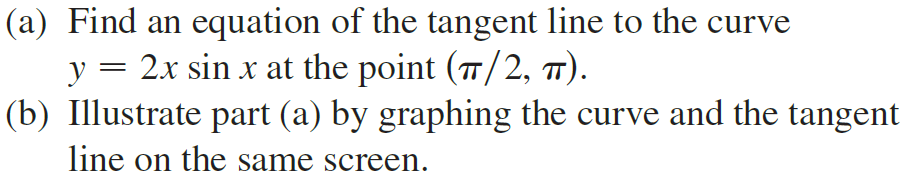 (a) Find an equation of the tangent line to the curve
y = 2x sin x at the point (π/2, π).
(b) Illustrate part (a) by graphing the curve and the tangent
line on the same screen.